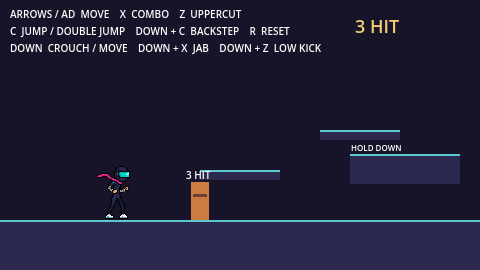 ARROWS / AD  MOVE    X  COMBO    Z  UPPERCUT
3 HIT
C  JUMP / DOUBLE JUMP    DOWN + C  BACKSTEP    R  RESET
DOWN  CROUCH / MOVE    DOWN + X  JAB    DOWN + Z  LOW KICK
HOLD DOWN
3 HIT